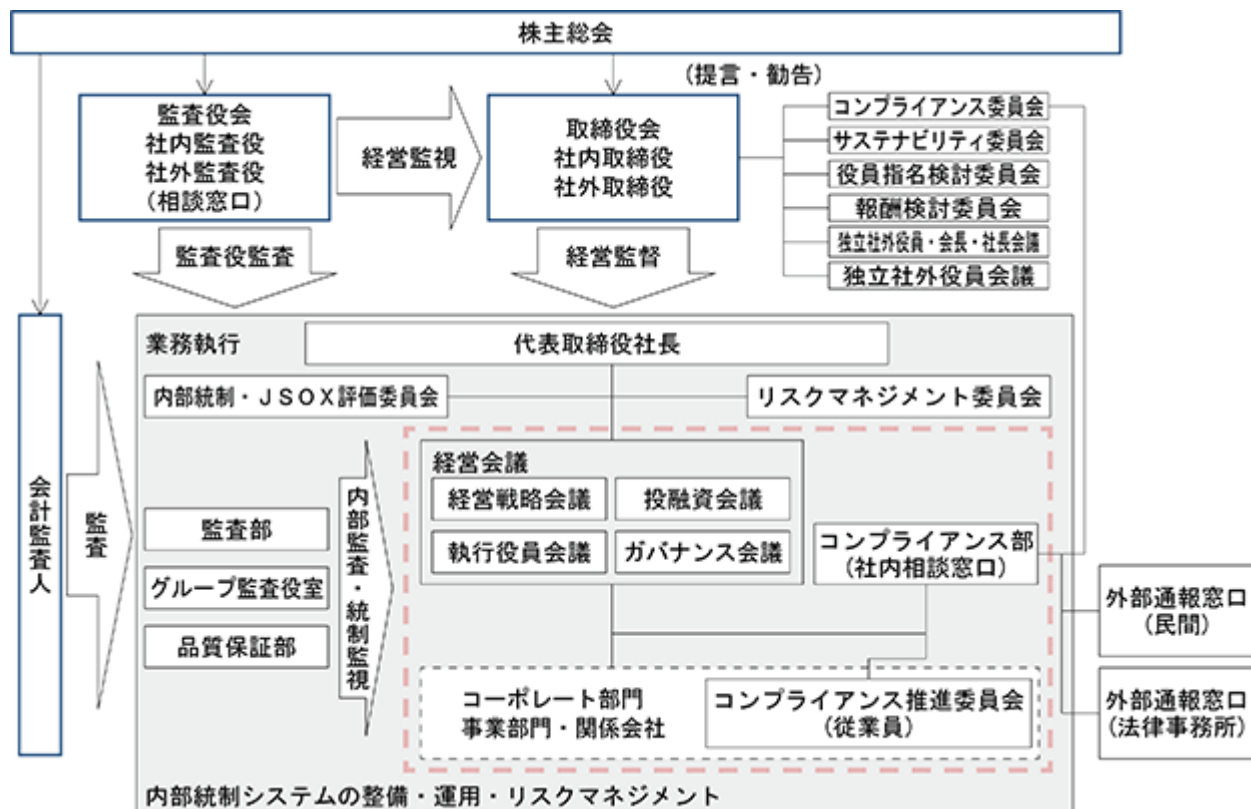 株主総会
(提言・勧告)
監査役会
社内監査役
社外監査役
(相談窓口)
経営監視
取締役会
社内取締役
社外取締役
コンプライアンス委員会
サステナビリティ委員会
役員指名検討委員会
報酬検討委員会
独立社外役員・会長・社長会議
独立社外役員会議
監査役監査
経営監督
業務執行
代表取締役社長
内部統制・JSOX評価委員会
リスクマネジメント委員会
会計監査人
監査
監査部
グループ監査役室
品質保証部
内部監査・統制監視
経営会議
経営戦略会議
投融資会議
執行役員会議
ガバナンス会議
コンプライアンス部
(社内相談窓口)
外部通報窓口
(民間)
コーポレート部門
事業部門・関係会社
コンプライアンス推進委員会
(従業員)
外部通報窓口
(法律事務所)
内部統制システムの整備・運用・リスクマネジメント